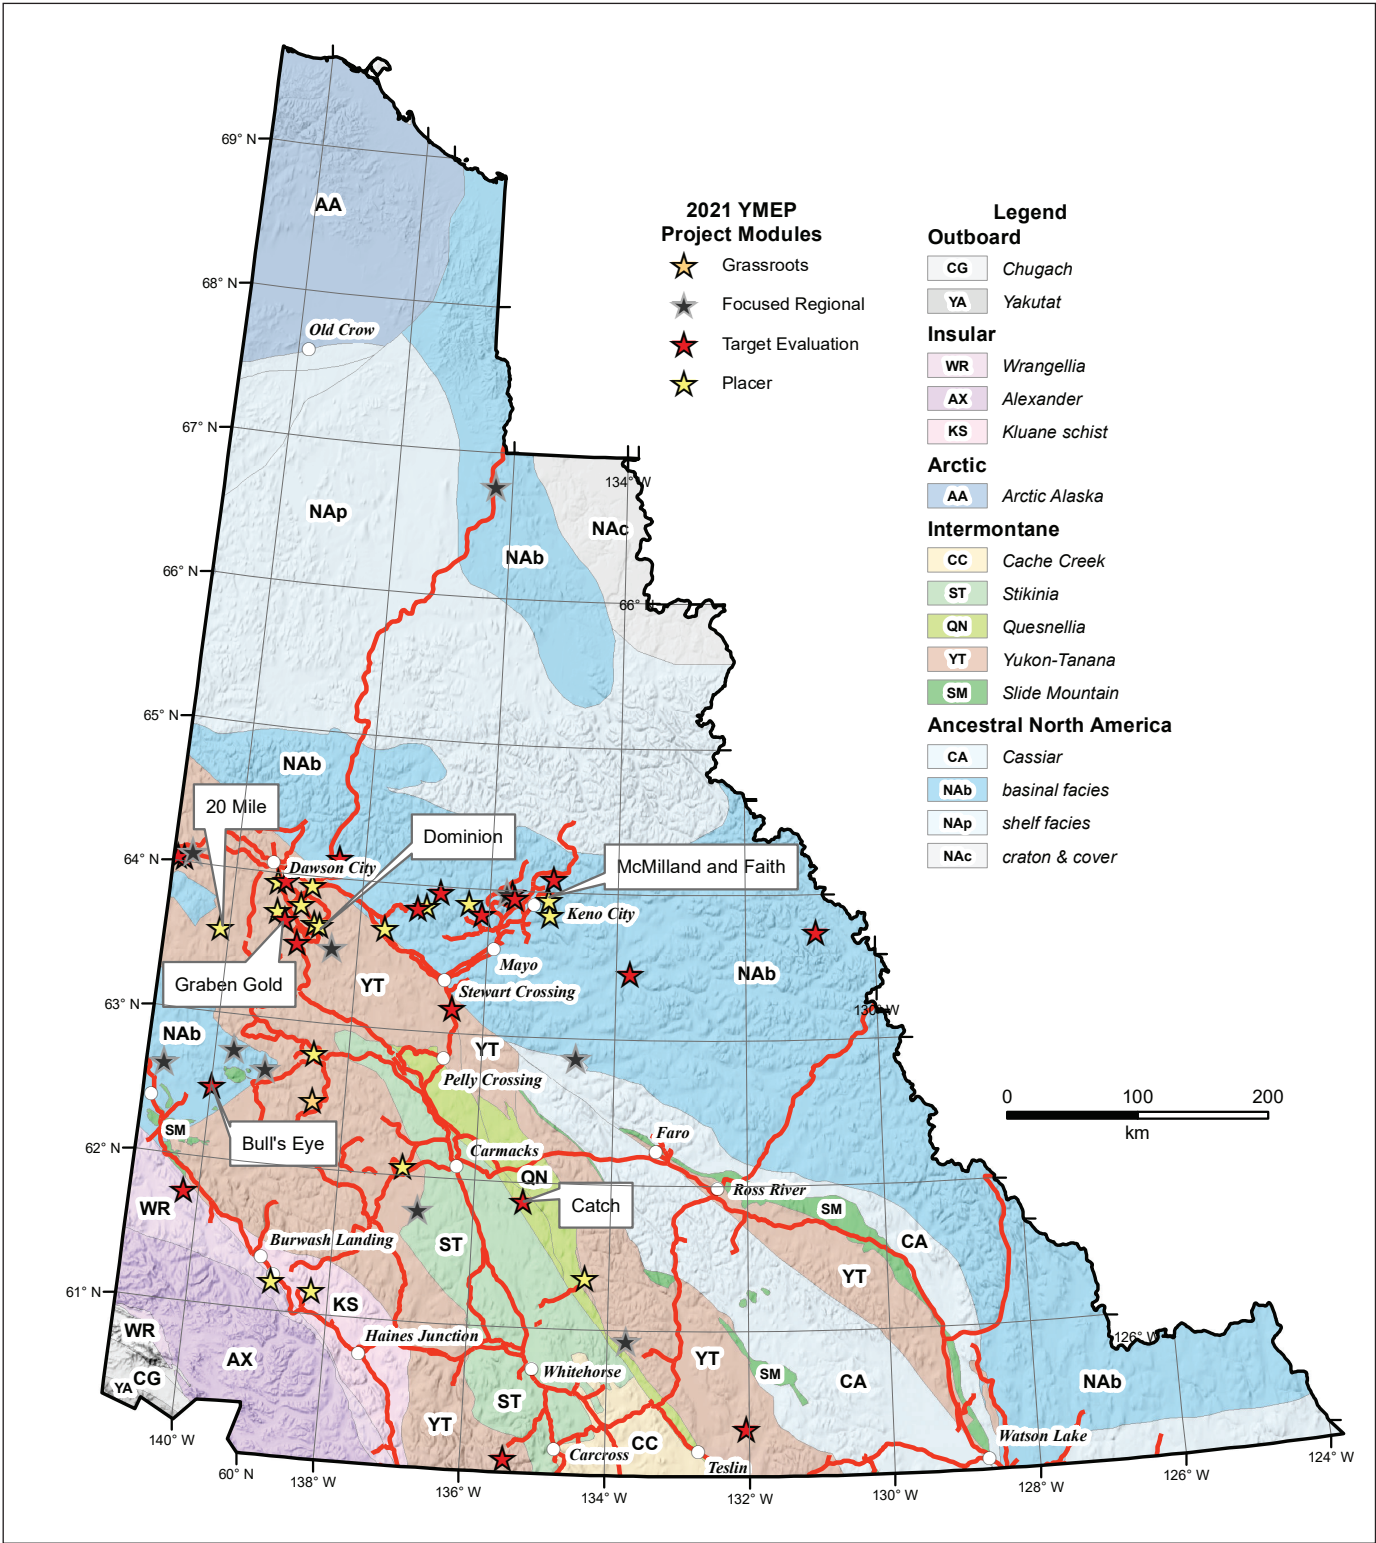 69° N
AA
68° N
Old Crow
67° N
NAp
134° W
NAc
NAb
66° N
66° N
65° N
NAb
2021 YMEP
Project Modules
Grassroots
Focused Regional
Target Evaluation
Placer
Legend
Outboard
CG Chugach
YA Yakutat
Insular
WR Wrangellia
AX Alexander
KS Kluane schist
Arctic
AA Arctic Alaska
Intermontane
CC Cache Creek
ST Stikinia
QN Quesnellia
YT Yukon-Tanana
SM Slide Mountain
Ancestral North America
CA Cassiar
NAb basinal facies
NAp shelf facies
NAc craton & cover
20 Mile
Dominion
64° N
Dawson City
McMilland and Faith
Keno City
Mayo
Graben Gold
YT
Stewart Crossing
NAb
63° N
130° W
NAb
YT
Pelly Crossing
0 100 200
km
SM
Bull's Eye
62° N
Carmacks
Faro
QN
Ross River
Catch
WR
SM
Burwash Landing
ST
CA
YT
61° N
KS
WR
Haines Junction
126° W
AX
YT
Whitehorse
SM
CG
YA
CA
NAb
ST
YT
CC
Carcross
Teslin
Watson Lake
140° W
60° N
138° W
136° W
134° W
132° W
130° W
128° W
126° W
124° W